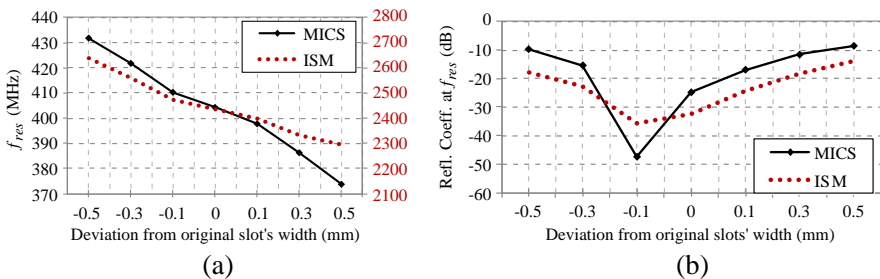 440
430
420
410
400
390
380
370
f_res (MHz)
2800
2700
2600
2500
2400
2300
2200
2100
MICS
ISM
-0.5 -0.3 -0.1 0 0.1 0.3 0.5
Deviation from original slot's width (mm)
(a)
0
-10
-20
-30
-40
-50
-60
Refl. Coeff. at f_res (dB)
MICS
ISM
-0.5 -0.3 -0.1 0 0.1 0.3 0.5
Deviation from original slots' width (mm)
(b)